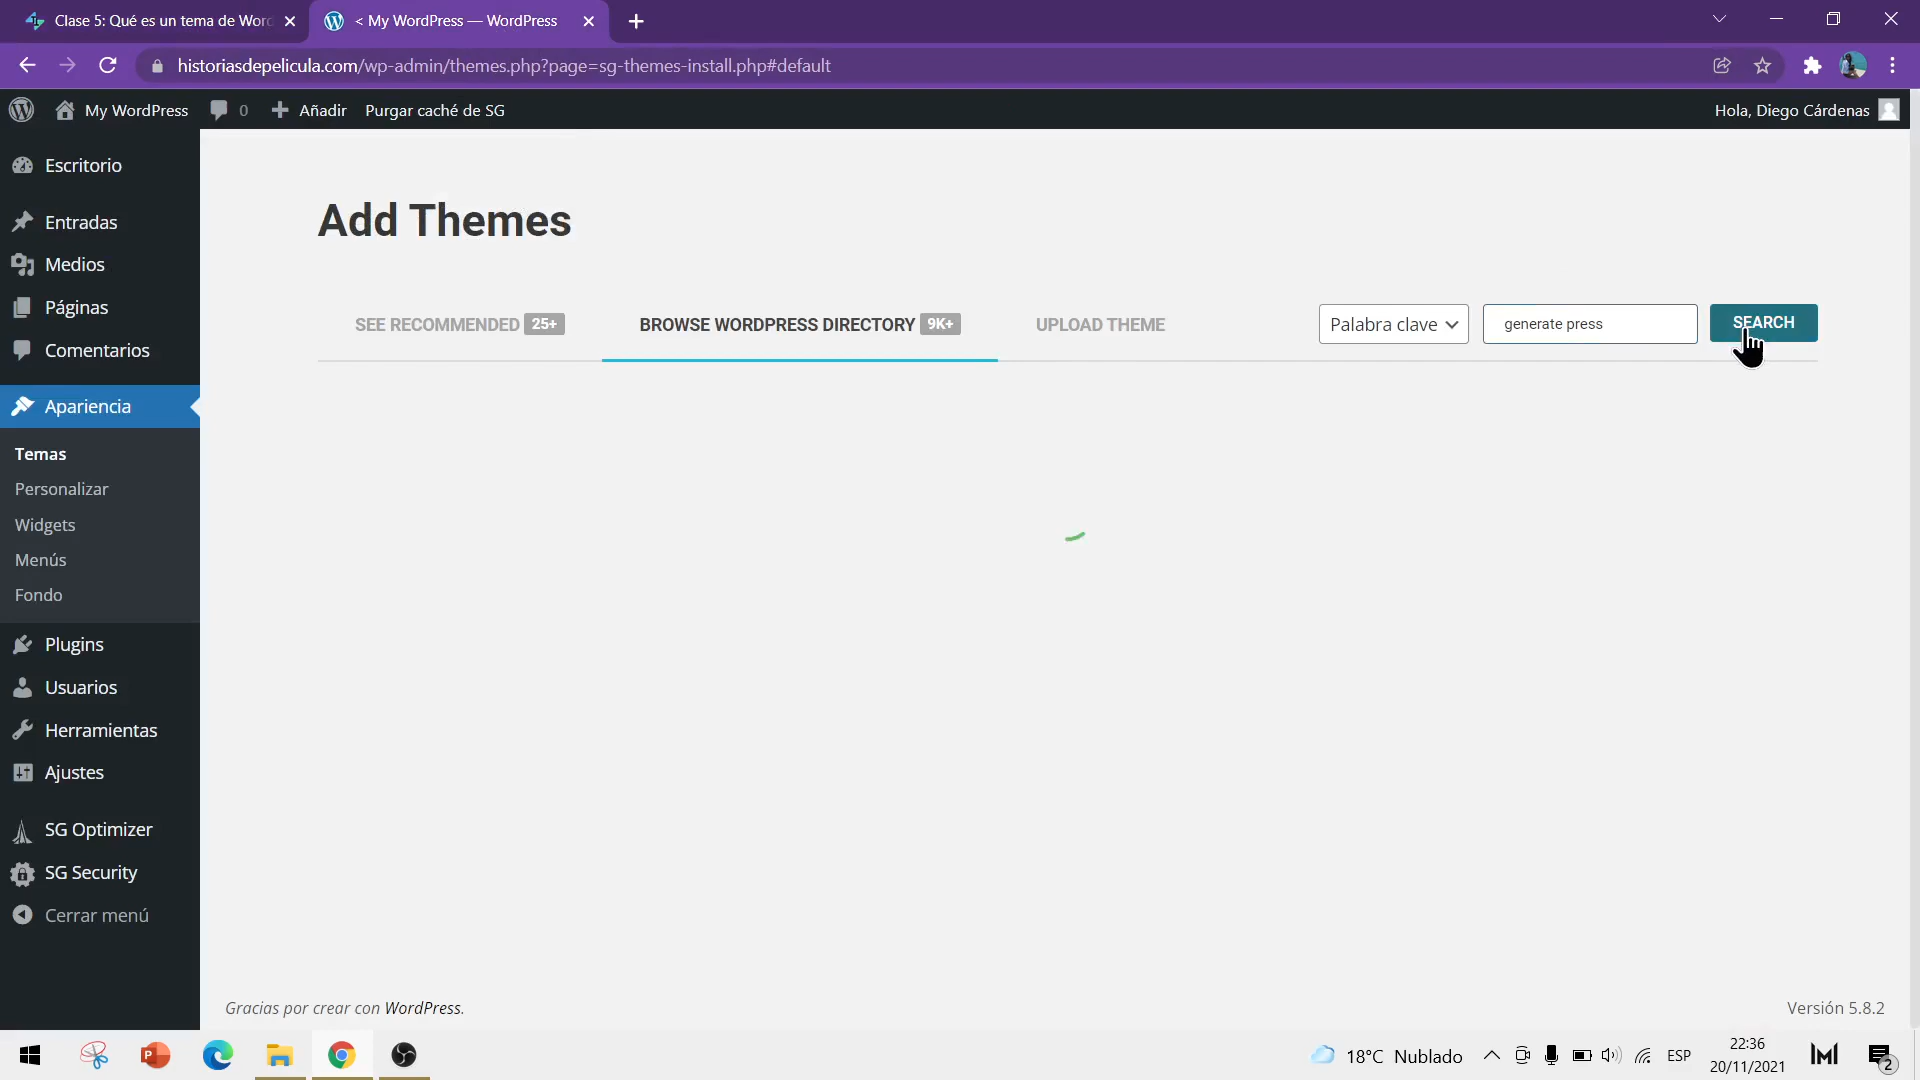 Clase 5: Qué es un tema de Word
< My WordPress — WordPress
historiasdepelicula.com/wp-admin/themes.php?page=sg-themes-install.php#default
My WordPress
0
Añadir
Purgar caché de SG
Hola, Diego Cárdenas
Escritorio
Entradas
Medios
Páginas
Comentarios
Apariencia
Temas
Personalizar
Widgets
Menús
Fondo
Plugins
Usuarios
Herramientas
Ajustes
SG Optimizer
SG Security
Cerrar menú
Add Themes
SEE RECOMMENDED 25+
BROWSE WORDPRESS DIRECTORY 9K+
UPLOAD THEME
Palabra clave
generate press
SEARCH
Gracias por crear con WordPress.
Versión 5.8.2
18°C Nublado
ESP
22:36
20/11/2021
2